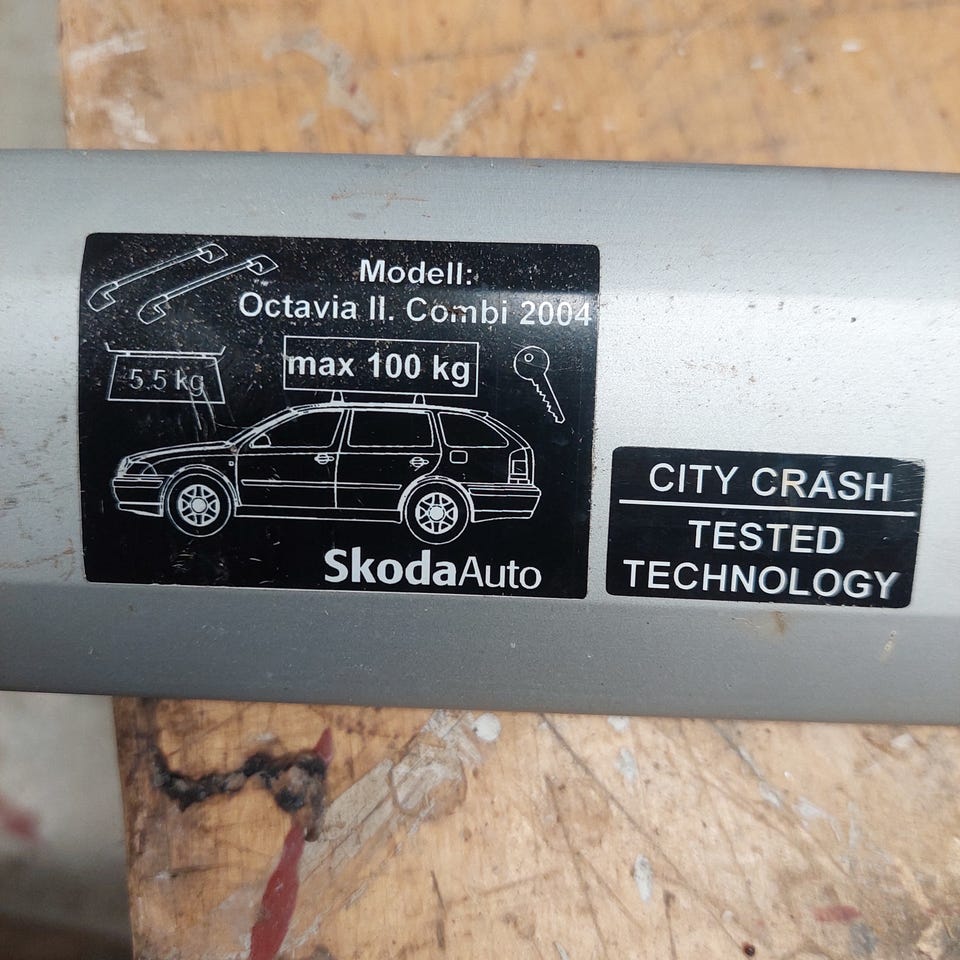 Modell:
Octavia II. Combi 2004
5.5 kg
max 100 kg
SkodaAuto
CITY CRASH
TESTED
TECHNOLOGY